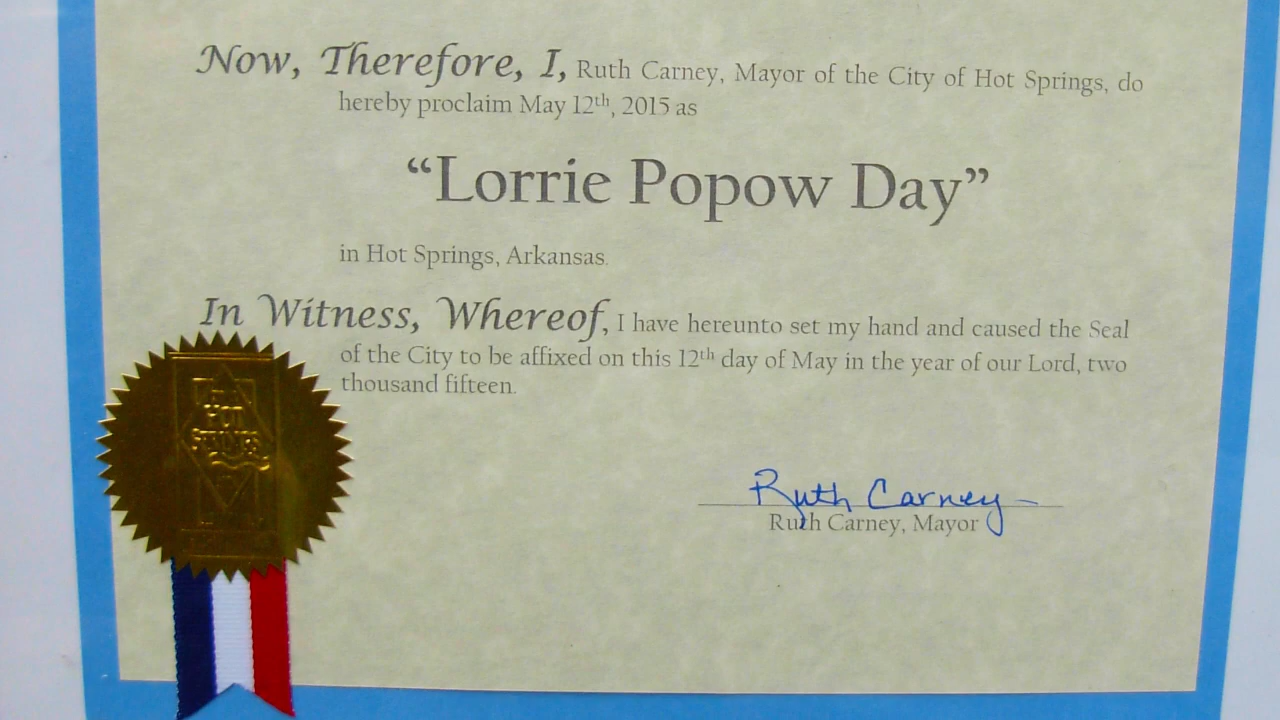 Now, Therefore, I, Ruth Carney, Mayor of the City of Hot Springs, do
hereby proclaim May 12th, 2015 as
“Lorrie Popow Day”
in Hot Springs, Arkansas.
In Witness, Whereof, I have hereunto set my hand and caused the Seal
of the City to be affixed on this 12th day of May in the year of our Lord, two
thousand fifteen.
HOT
SPRINGS
Ruth Carney
Ruth Carney, Mayor